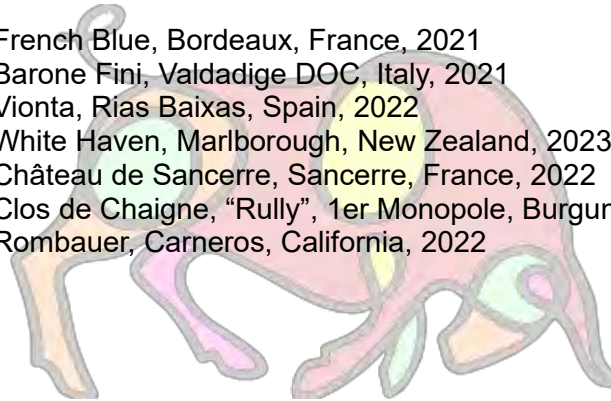 French Blue, Bordeaux, France, 2021
Barone Fini, Valdadige DOC, Italy, 2021
Vionta, Rias Baixas, Spain, 2022
White Haven, Marlborough, New Zealand, 2023
Château de Sancerre, Sancerre, France, 2022
Clos de Chaigne, “Rully”, 1er Monopole,
Rombauer, Carneros, California, 2022